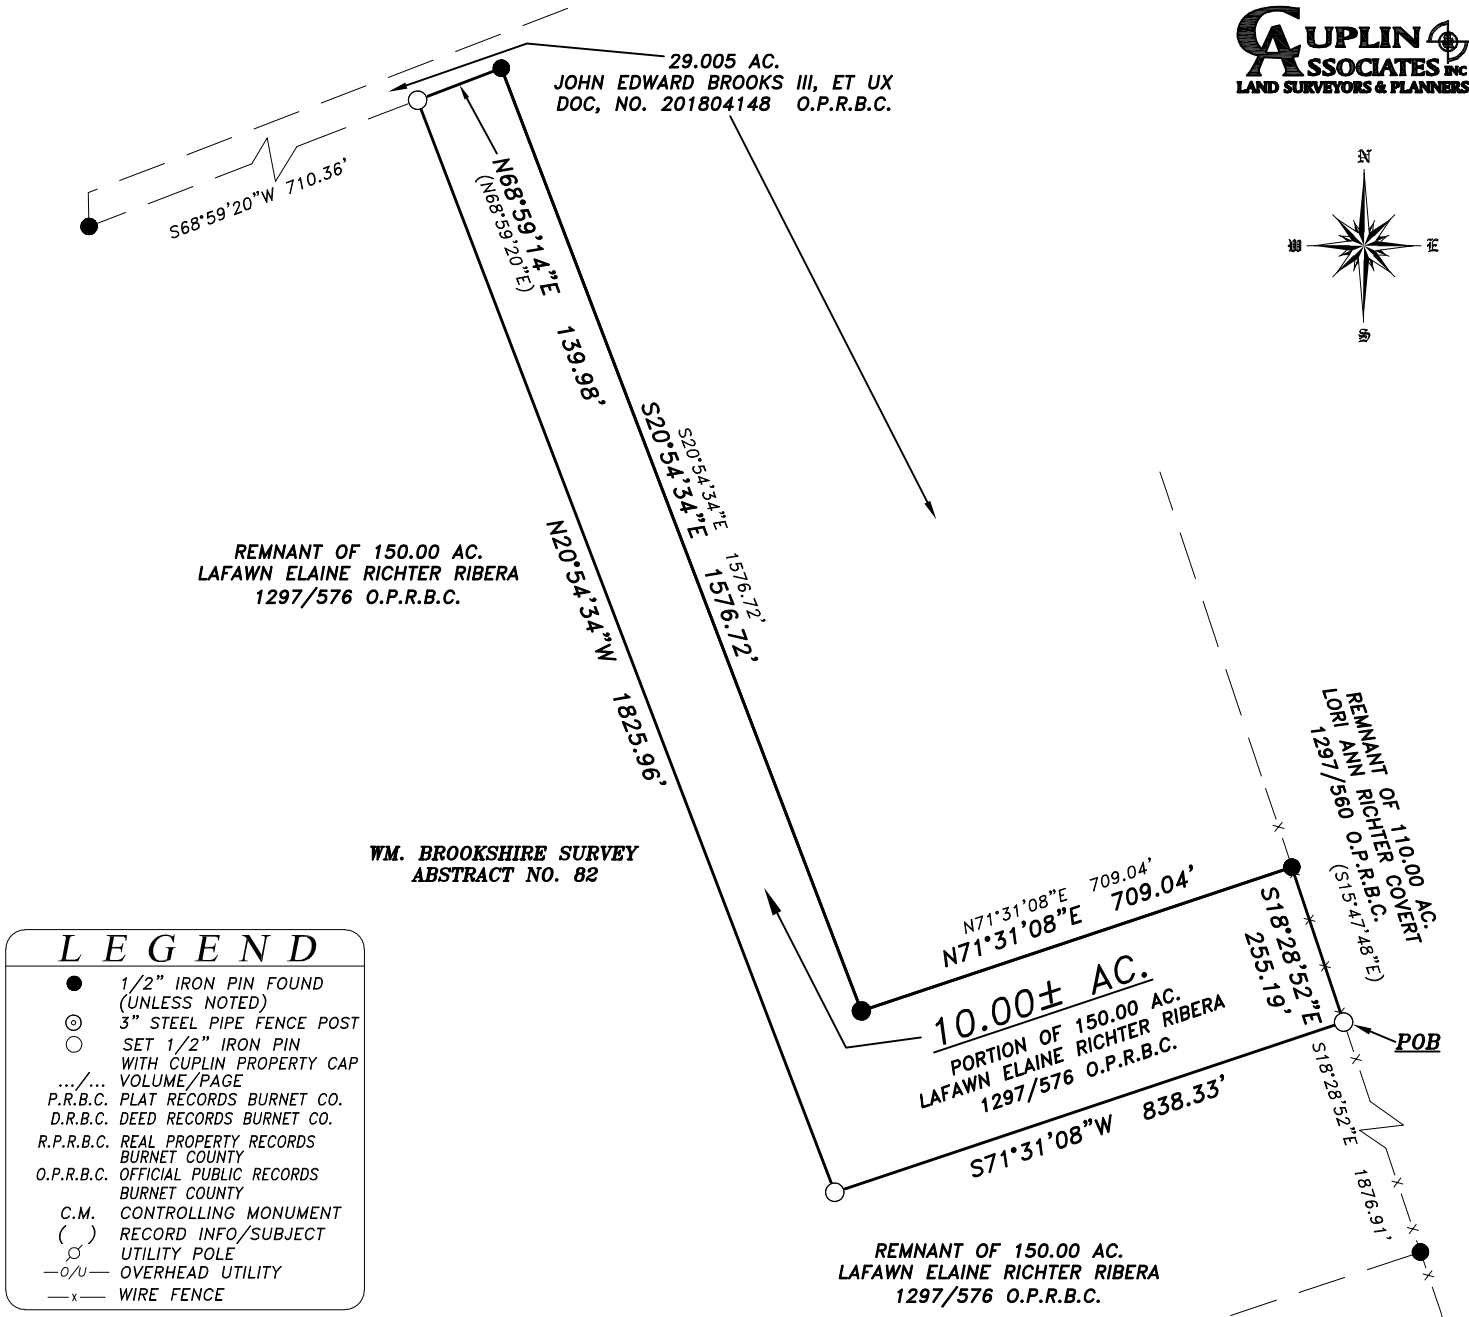 CUPLIN
ASSOCIATES INC
LAND SURVEYORS & PLANNERS
N
W
E
S
29.005 AC.
JOHN EDWARD BROOKS III, ET UX
DOC, NO. 201804148 O.P.R.B.C.
S68°59'20"W 710.36'
N68°59'14"E 139.98'
(N68°59'20"E)
S20°54'34"E 1576.72'
S20°54'34"E 1576.72'
N20°54'34"W 1825.96'
REMNANT OF 150.00 AC.
LAFAWN ELAINE RICHTER RIBERA
1297/576 O.P.R.B.C.
WM. BROOKSHIRE SURVEY
ABSTRACT NO. 82
REMNANT OF 110.00 AC.
LORI ANN RICHTER COVERT
1297/560 O.P.R.B.C.
(S15°47'48"E)
S18°28'52"E
255.19'
N71°31'08"E 709.04'
N71°31'08"E 709.04'
10.00± AC.
PORTION OF 150.00 AC.
LAFAWN ELAINE RICHTER RIBERA
1297/576 O.P.R.B.C.
S71°31'08"W 838.33'
POB
S18°28'52"E 1876.91'
REMNANT OF 150.00 AC.
LAFAWN ELAINE RICHTER RIBERA
1297/576 O.P.R.B.C.
LEGEND
1/2" IRON PIN FOUND
(UNLESS NOTED)
3" STEEL PIPE FENCE POST
SET 1/2" IRON PIN
WITH CUPLIN PROPERTY CAP
.../... VOLUME/PAGE
P.R.B.C. PLAT RECORDS BURNET CO.
D.R.B.C. DEED RECORDS BURNET CO.
R.P.R.B.C. REAL PROPERTY RECORDS
BURNET COUNTY
O.P.R.B.C. OFFICIAL PUBLIC RECORDS
BURNET COUNTY
C.M. CONTROLLING MONUMENT
( ) RECORD INFO/SUBJECT
UTILITY POLE
—O/U— OVERHEAD UTILITY
—x— WIRE FENCE